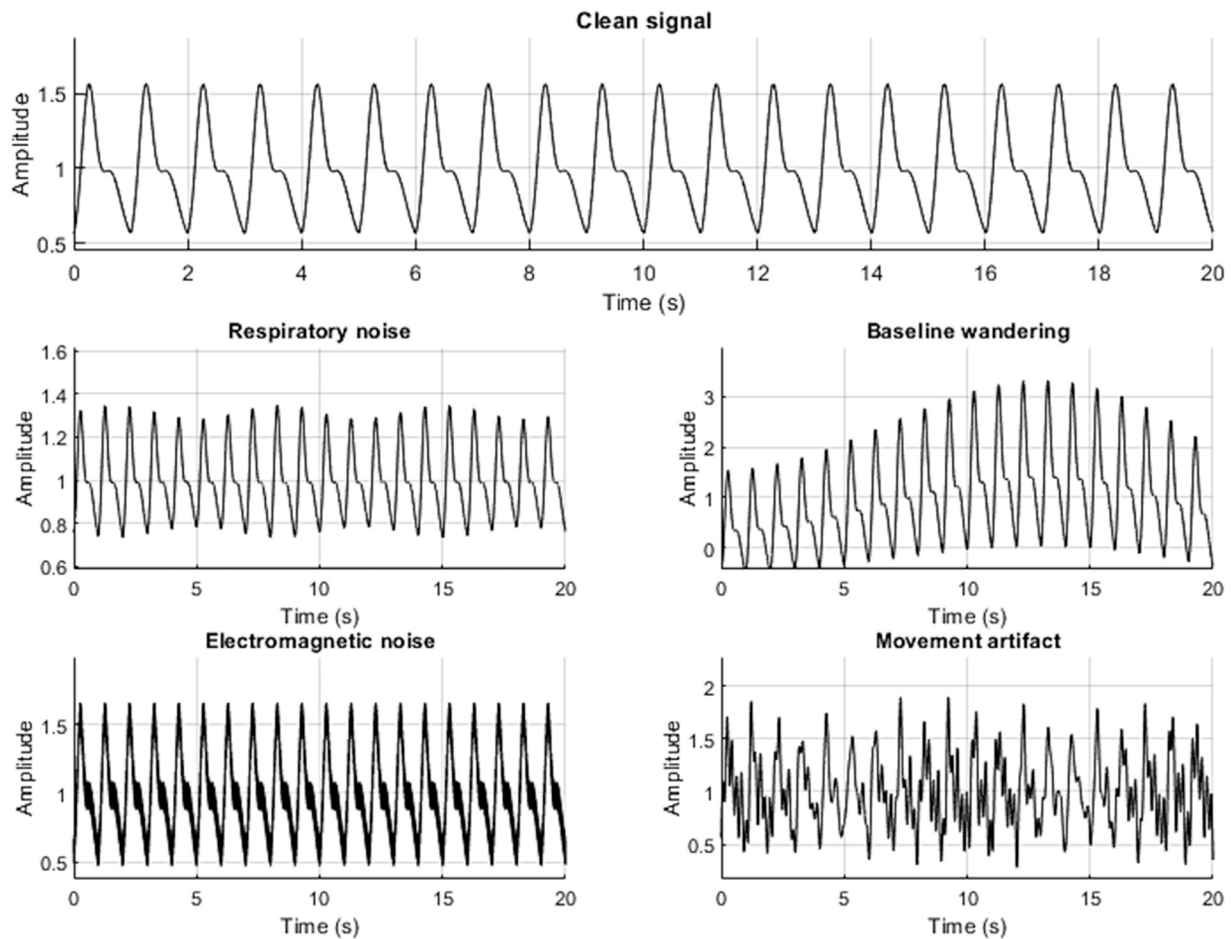 Clean signal
Amplitude
1.5
1
0.5
0 2 4 6 8 10 12 14 16 18 20
Time (s)
Respiratory noise
Amplitude
1.6
1.4
1.2
1
0.8
0.6
0 5 10 15 20
Time (s)
Baseline wandering
Amplitude
3
2
1
0
0 5 10 15 20
Time (s)
Electromagnetic noise
Amplitude
1.5
1
0.5
0 5 10 15 20
Time (s)
Movement artifact
Amplitude
2
1.5
1
0.5
0 5 10 15 20
Time (s)